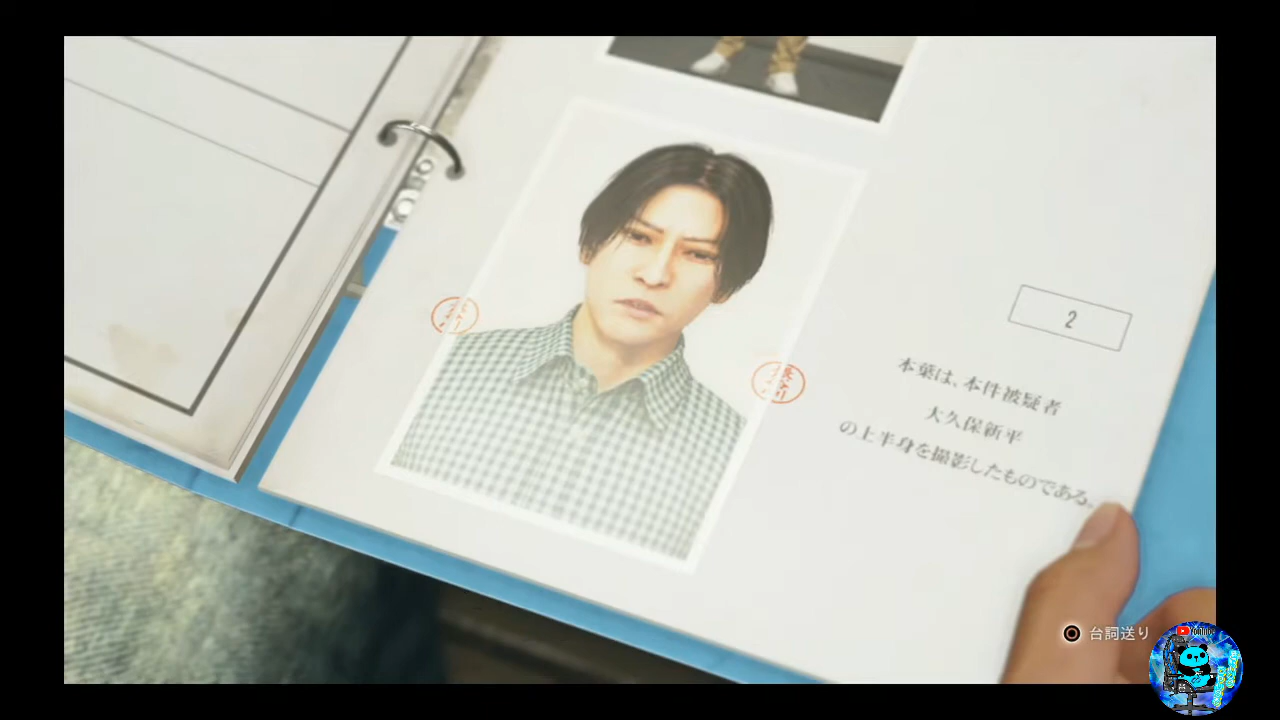 2
本葉は、本件被疑者
大久保新平
の上半身を撮影したものである。
台詞送り
YouTube